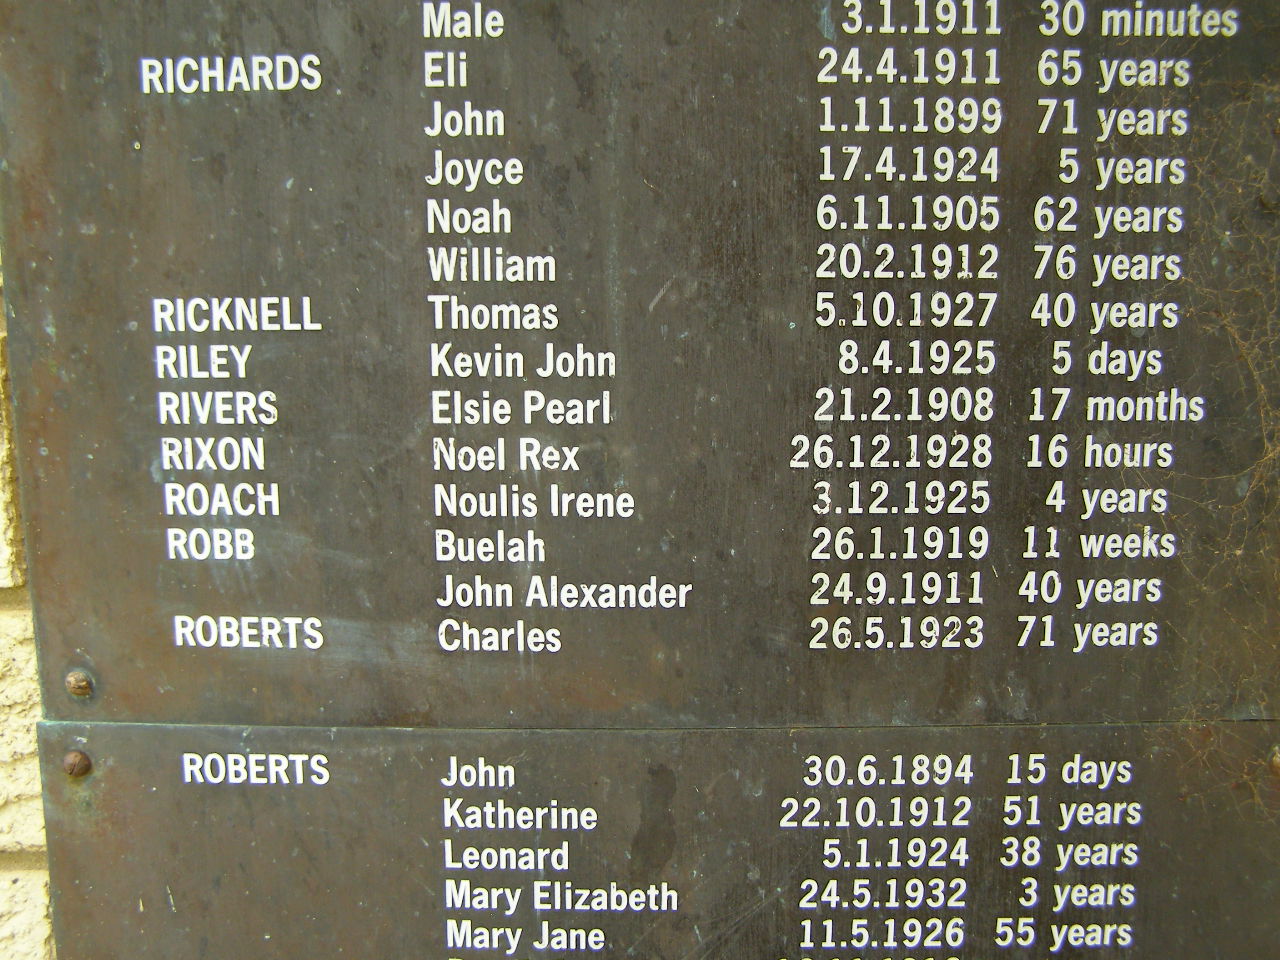 Male 3.1.1911 30 minutes
RICHARDS Eli 24.4.1911 65 years
John 1.11.1899 71 years
Joyce 17.4.1924 5 years
Noah 6.11.1905 62 years
William 20.2.1912 76 years
RICKNELL Thomas 5.10.1927 40 years
RILEY Kevin John 8.4.1925 5 days
RIVERS Elsie Pearl 21.2.1908 17 months
RIXON Noel Rex 26.12.1928 16 hours
ROACH Noulis Irene 3.12.1925 4 years
ROBB Buelah 26.1.1919 11 weeks
John Alexander 24.9.1911 40 years
ROBERTS Charles 26.5.1923 71 years
ROBERTS John 30.6.1894 15 days
Katherine 22.10.1912 51 years
Leonard 5.1.1924 38 years
Mary Elizabeth 24.5.1932 3 years
Mary Jane 11.5.1926 55 years